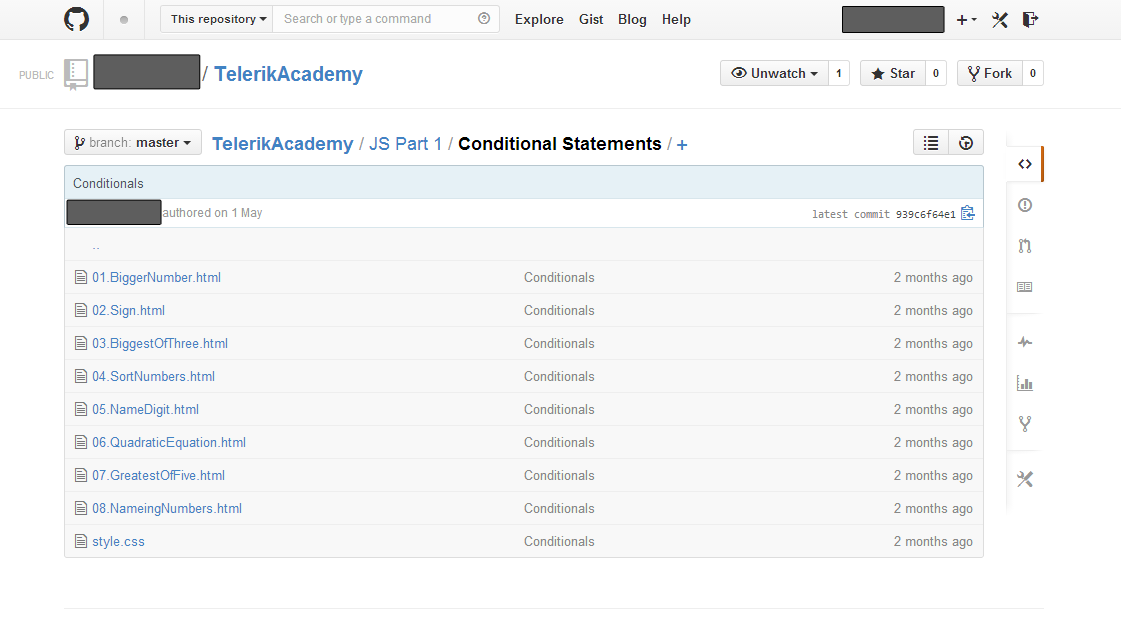 This repository Search or type a command Explore Gist Blog Help
PUBLIC / TelerikAcademy Unwatch 1 Star 0 Fork 0
branch: master TelerikAcademy / JS Part 1 / Conditional Statements / +
Conditionals
authored on 1 May latest commit 939c6f64e1
..
01.BiggerNumber.html Conditionals 2 months ago
02.Sign.html Conditionals 2 months ago
03.BiggestOfThree.html Conditionals 2 months ago
04.SortNumbers.html Conditionals 2 months ago
05.NameDigit.html Conditionals 2 months ago
06.QuadraticEquation.html Conditionals 2 months ago
07.GreatestOfFive.html Conditionals 2 months ago
08.NameingNumbers.html Conditionals 2 months ago
style.css Conditionals 2 months ago